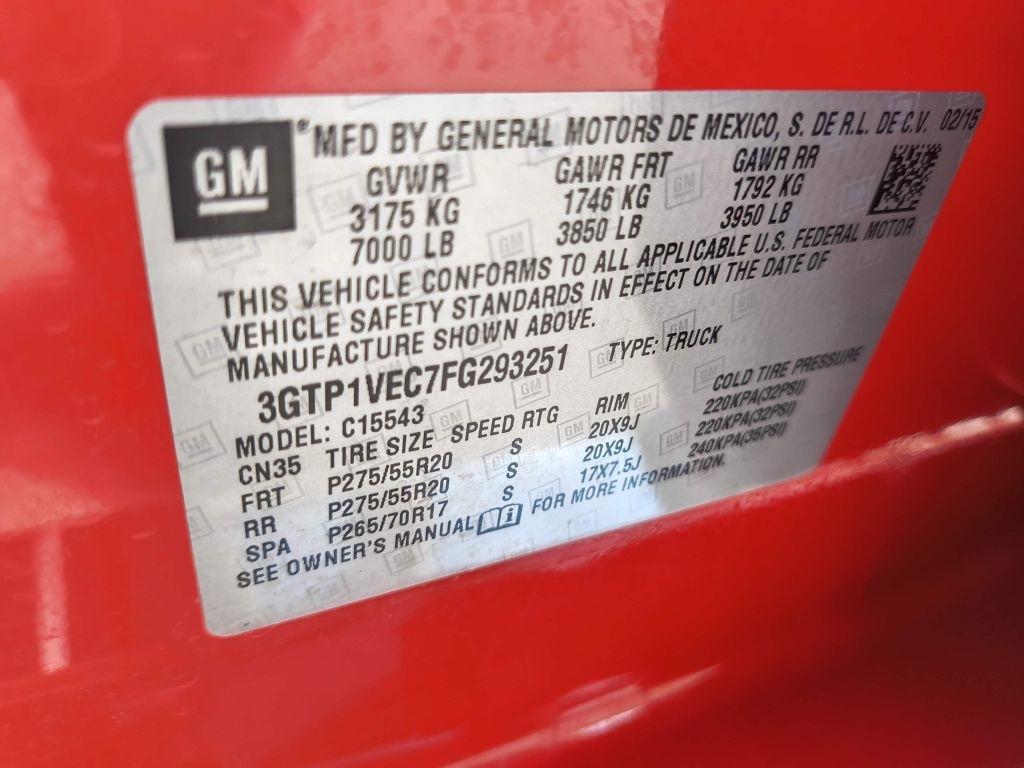 GM ® MFD BY GENERAL MOTORS DE MEXICO, S. DE R.L. DE C.V. 02/15
GVWR GAWR FRT GAWR RR
3175 KG 1746 KG 1792 KG
7000 LB 3850 LB 3950 LB
THIS VEHICLE CONFORMS TO ALL APPLICABLE U.S. FEDERAL MOTOR
VEHICLE SAFETY STANDARDS IN EFFECT ON THE DATE OF
MANUFACTURE SHOWN ABOVE.
3GTP1VEC7FG293251 TYPE: TRUCK
MODEL: C15543
CN35 TIRE SIZE SPEED RTG RIM COLD TIRE PRESSURE
FRT P275/55R20 S 20X9J 220KPA(32PSI)
RR P275/55R20 S 20X9J 220KPA(32PSI)
SPA P265/70R17 S 17X7.5J 240KPA(35PSI)
SEE OWNER'S MANUAL i FOR MORE INFORMATION.